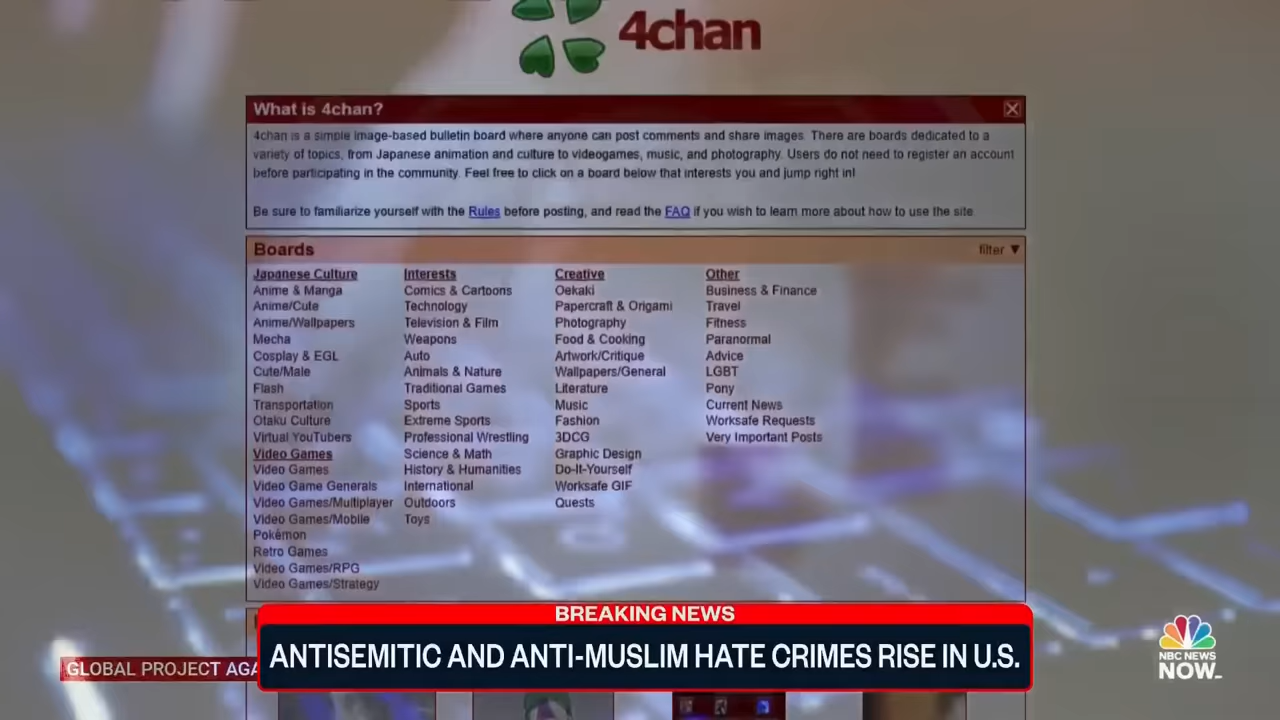 4chan
What is 4chan?
4chan is a simple image-based bulletin board where anyone can post comments and share images. There are boards dedicated to a
variety of topics, from Japanese animation and culture to videogames, music, and photography. Users do not need to register an account
before participating in the community. Feel free to click on a board below that interests you and jump right in!
Be sure to familiarize yourself with the Rules before posting, and read the FAQ if you wish to learn more about how to use the site.
Boards
filter ▼
Japanese Culture
Anime & Manga
Anime/Cute
Anime/Wallpapers
Mecha
Cosplay & EGL
Cute/Male
Flash
Transportation
Otaku Culture
Virtual YouTubers
Video Games
Video Games
Video Game Generals
Video Games/Multiplayer
Video Games/Mobile
Pokémon
Retro Games
Video Games/RPG
Video Games/Strategy
Interests
Comics & Cartoons
Technology
Television & Film
Weapons
Auto
Animals & Nature
Traditional Games
Sports
Extreme Sports
Professional Wrestling
Science & Math
History & Humanities
International
Outdoors
Toys
Creative
Oekaki
Papercraft & Origami
Photography
Food & Cooking
Artwork/Critique
Wallpapers/General
Literature
Music
Fashion
3DCG
Graphic Design
Do-It-Yourself
Worksafe GIF
Quests
Other
Business & Finance
Travel
Fitness
Paranormal
Advice
LGBT
Pony
Current News
Worksafe Requests
Very Important Posts
BREAKING NEWS
ANTISEMITIC AND ANTI-MUSLIM HATE CRIMES RISE IN U.S.
GLOBAL PROJECT AGA
NBC NEWS
NOW